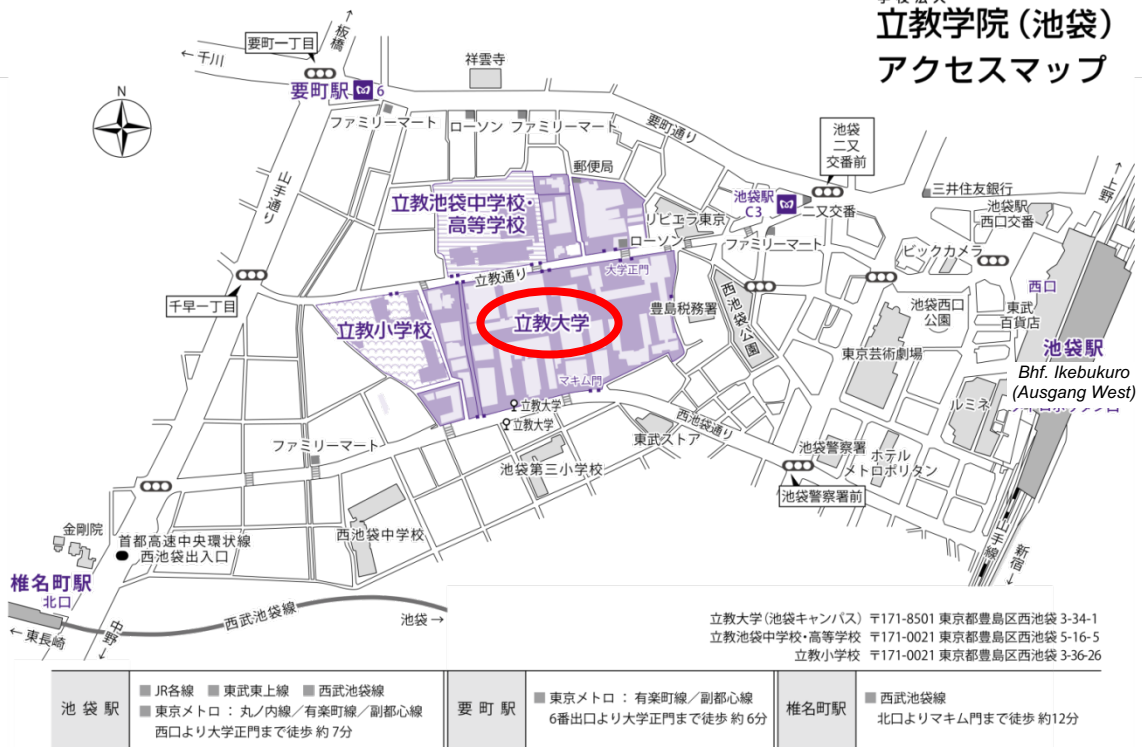 立教学院(池袋)
アクセスマップ
N
↑板橋
←千川
要町一丁目
要町駅 6
祥雲寺
ファミリーマート
ローソン
ファミリーマート
要町通り
池袋
二又
交番前
郵便局
山手通り
立教池袋中学校・
高等学校
池袋駅
C3
二又交番
三井住友銀行
↑上野
池袋駅
西口交番
リビエラ東京
ローソン
ファミリーマート
ビックカメラ
立教通り
大学正門
西口
千早一丁目
立教小学校
立教大学
豊島税務署
西池袋公園
池袋西口
公園
東武
百貨店
東京芸術劇場
池袋駅
Bhf. Ikebukuro
(Ausgang West)
マキム門
ルミネ
立教大学
立教大学
西池袋通り
ファミリーマート
東武ストア
池袋警察署
ホテル
メトロポリタン
池袋第三小学校
池袋警察署前
金剛院
首都高速中央環状線
西池袋出入口
西池袋中学校
山手線
新宿↓
椎名町駅
北口
西武池袋線
池袋→
←東長崎
中野↓
立教大学(池袋キャンパス) 〒171-8501 東京都豊島区西池袋 3-34-1
立教池袋中学校・高等学校 〒171-0021 東京都豊島区西池袋 5-16-5
立教小学校 〒171-0021 東京都豊島区西池袋 3-36-26
池袋駅
■ JR各線 ■ 東武東上線 ■ 西武池袋線
■ 東京メトロ : 丸ノ内線/有楽町線/副都心線
西口より大学正門まで徒歩 約 7分
要町駅
■ 東京メトロ : 有楽町線/副都心線
6番出口より大学正門まで徒歩 約 6分
椎名町駅
■ 西武池袋線
北口よりマキム門まで徒歩 約12分